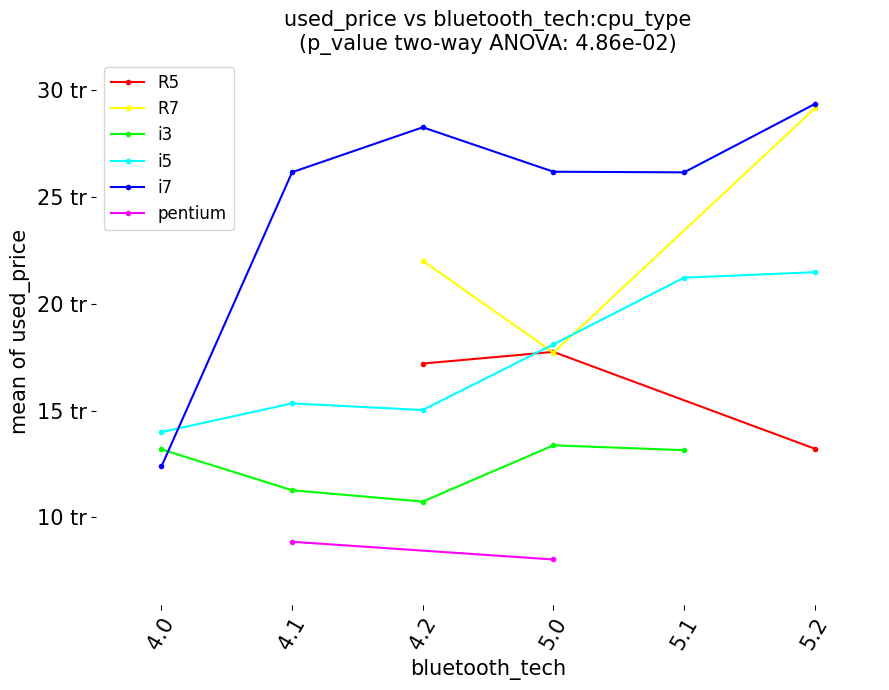 used_price vs bluetooth_tech:cpu_type
(p_value two-way ANOVA: 4.86e-02)
R5
R7
i3
i5
i7
pentium
30 tr
25 tr
20 tr
15 tr
10 tr
mean of used_price
4.0
4.1
4.2
5.0
5.1
5.2
bluetooth_tech